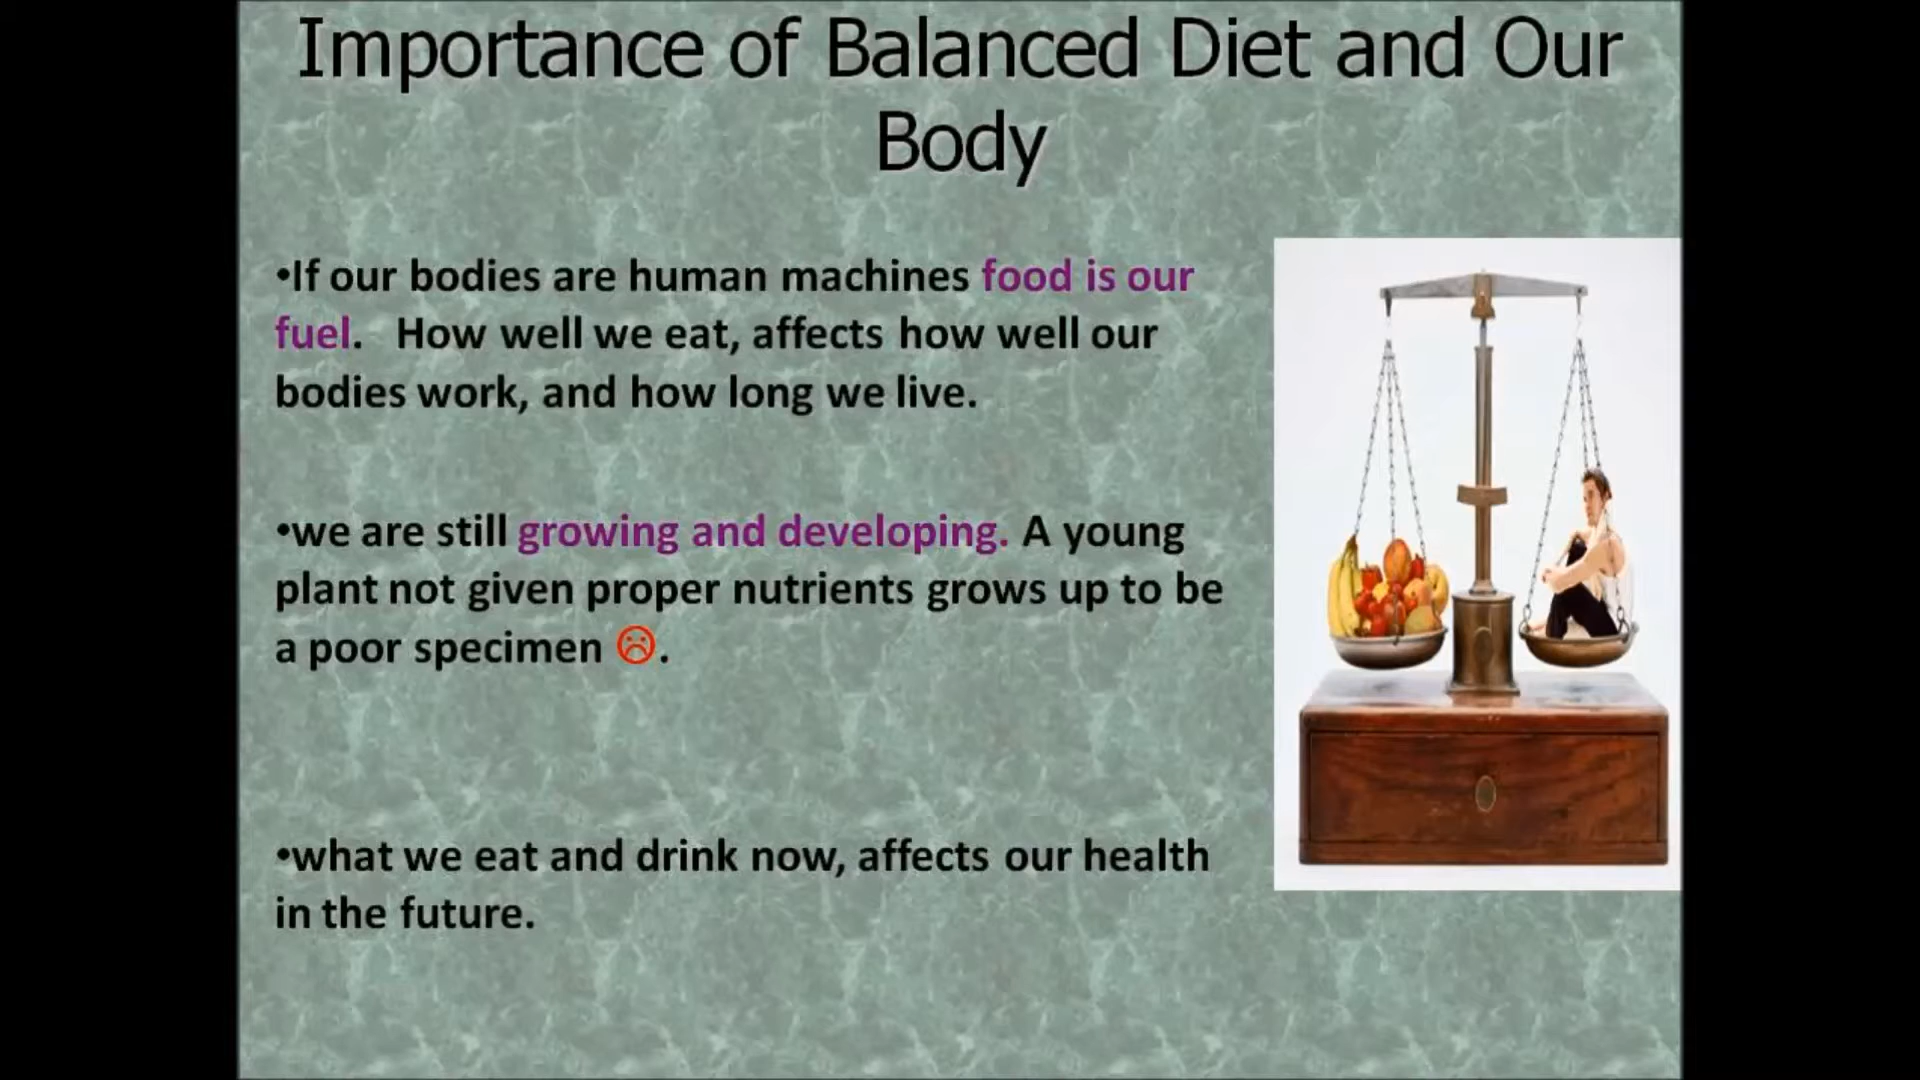 Importance of Balanced Diet and Our
Body
•If our bodies are human machines food is our
fuel.   How well we eat, affects how well our
bodies work, and how long we live.
•we are still growing and developing. A young
plant not given proper nutrients grows up to be
a poor specimen ☹.
•what we eat and drink now, affects our health
in the future.